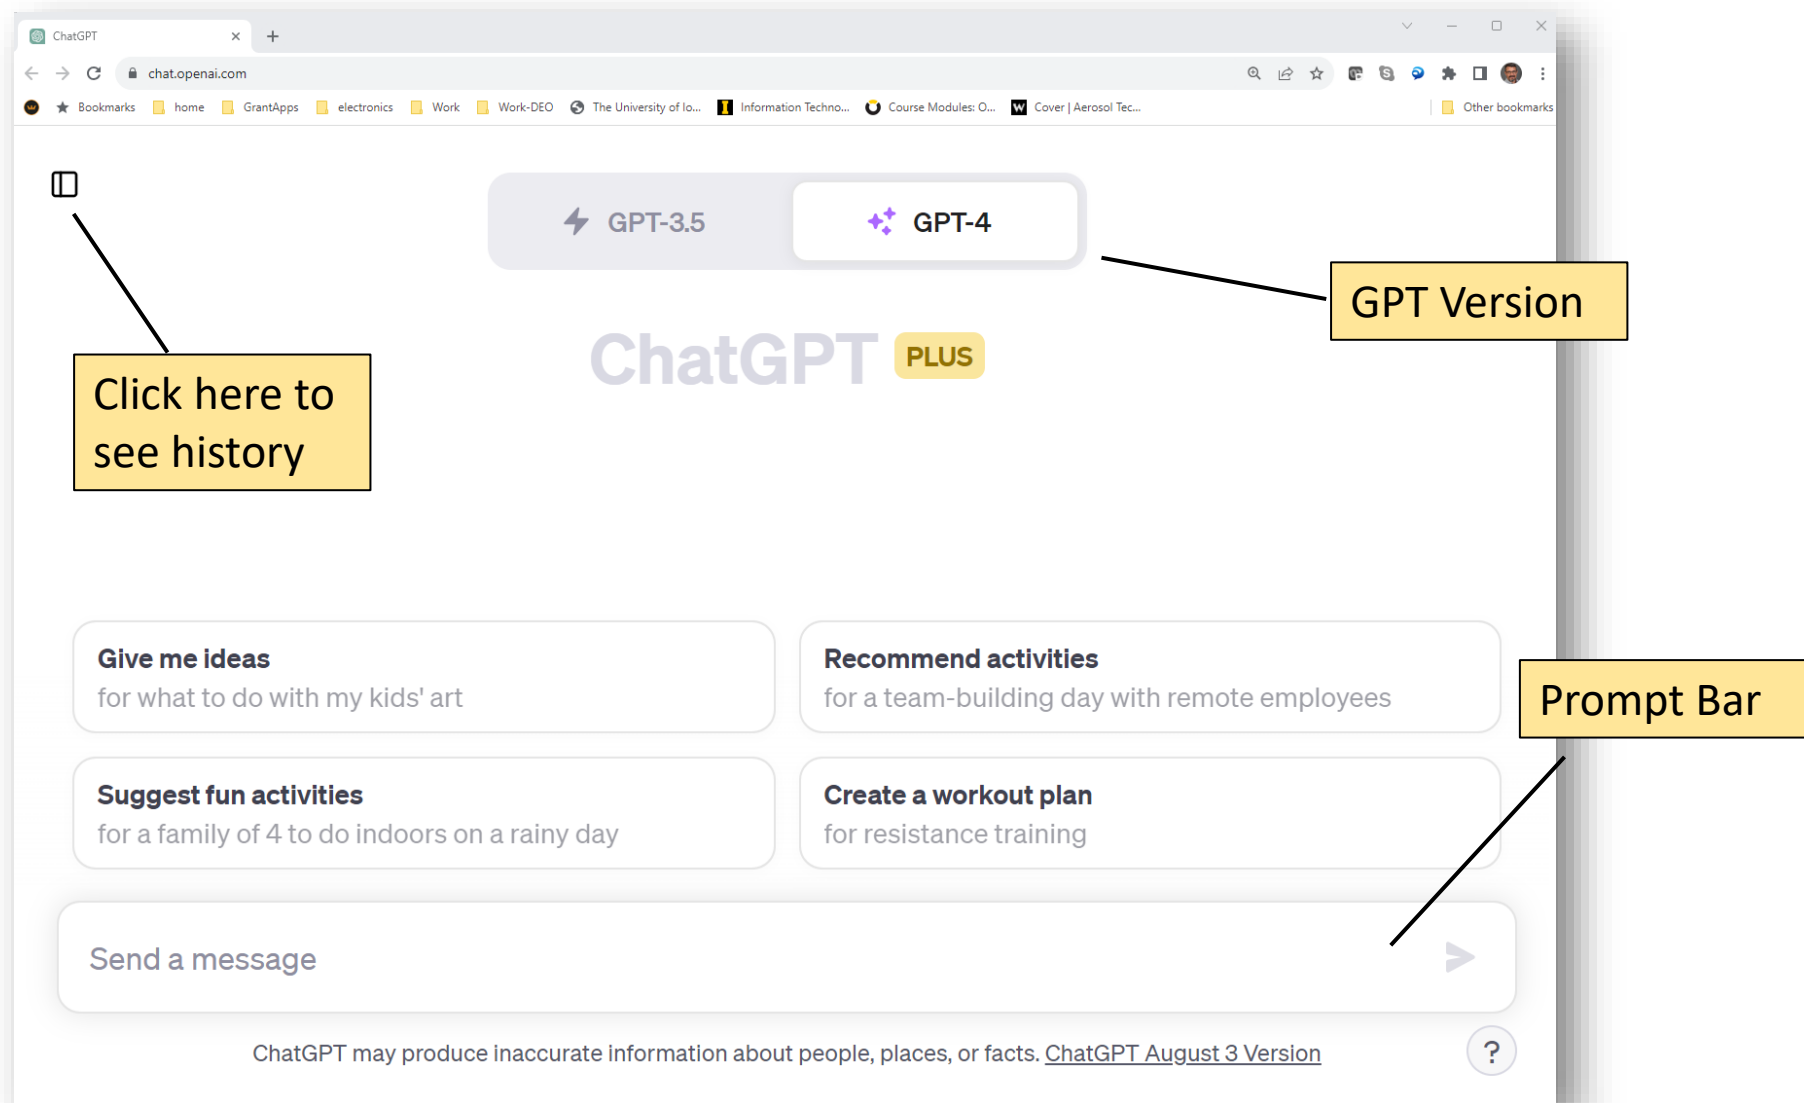 ChatGPT
chat.openai.com
Bookmarks home GrantApps electronics Work Work-DEO The University of Io... Information Techno... Course Modules: O... Cover | Aerosol Tec... Other bookmarks
GPT-3.5 GPT-4
GPT Version
ChatGPT PLUS
Click here to
see history
Give me ideas
for what to do with my kids' art
Recommend activities
for a team-building day with remote employees
Prompt Bar
Suggest fun activities
for a family of 4 to do indoors on a rainy day
Create a workout plan
for resistance training
Send a message
ChatGPT may produce inaccurate information about people, places, or facts. ChatGPT August 3 Version
?